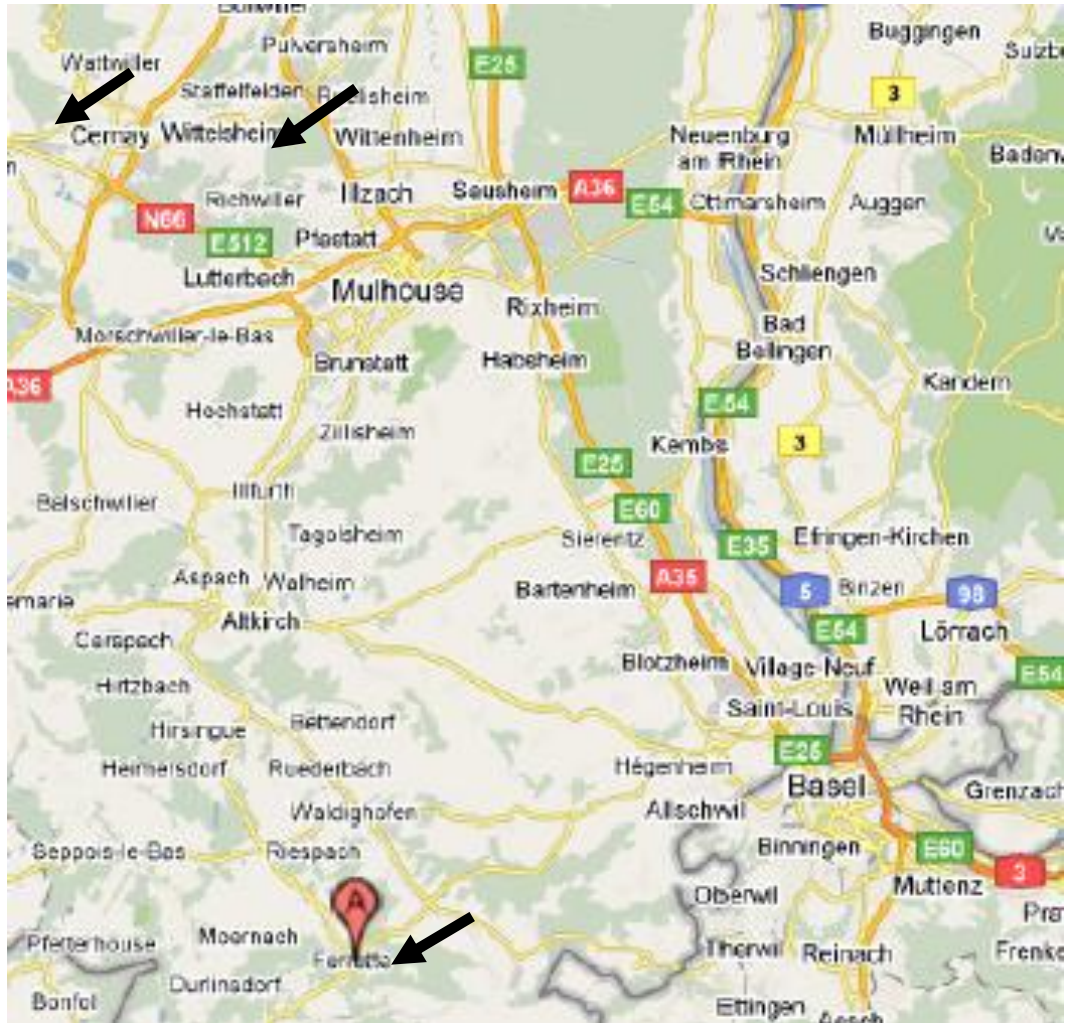 Pulversheim
Buggingen
Wattwiller
E25
Staffelfelden
3
Cernay Wittelsheim Wittenheim
Neuenburg
am Rhein
Müllheim
Richwiller
Illzach
Sausheim
A36
E54
Ottmarsheim
Auggen
N66
E512
Pfastatt
Lutterbach
Mulhouse
Schliengen
Rixheim
Morschwiller-le-Bas
Bad
Bellingen
Brunstatt
Habsheim
A36
Kandern
E54
Hochstatt
Zillisheim
Kembs
3
E25
Balschwiller
Illfurth
E60
Tagolsheim
Sierentz
E35
Efringen-Kirchen
Aspach
Walheim
Bartenheim
A35
5
Binzen
98
emarie
Altkirch
E54
Lörrach
Carspach
Blotzheim
Village-Neuf
E54
Hirtzbach
Weil am
Rhein
Saint-Louis
Hirsingue
Bettendorf
E25
Heimersdorf
Ruederbach
Hégenheim
Basel
Grenzach
Waldighofen
Allschwil
Seppois-le-Bas
Riespach
Binningen
E60
3
Muttenz
A
Oberwil
Pfetterhouse
Moernach
Ferrette
Therwil
Reinach
Frenke
Durlinsdorf
Bonfol
Ettingen
Aesch